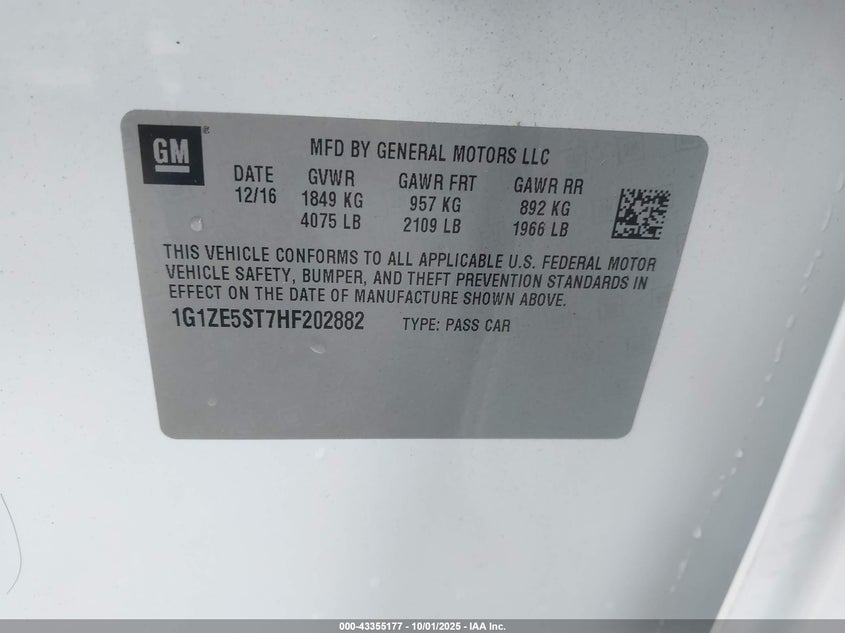 GM
MFD BY GENERAL MOTORS LLC
DATE GVWR GAWR FRT GAWR RR
12/16 1849 KG 957 KG 892 KG
4075 LB 2109 LB 1966 LB
THIS VEHICLE CONFORMS TO ALL APPLICABLE U.S. FEDERAL MOTOR
VEHICLE SAFETY, BUMPER, AND THEFT PREVENTION STANDARDS IN
EFFECT ON THE DATE OF MANUFACTURE SHOWN ABOVE.
1G1ZE5ST7HF202882 TYPE: PASS CAR
000-43355177 - 10/01/2025 - IAA Inc.